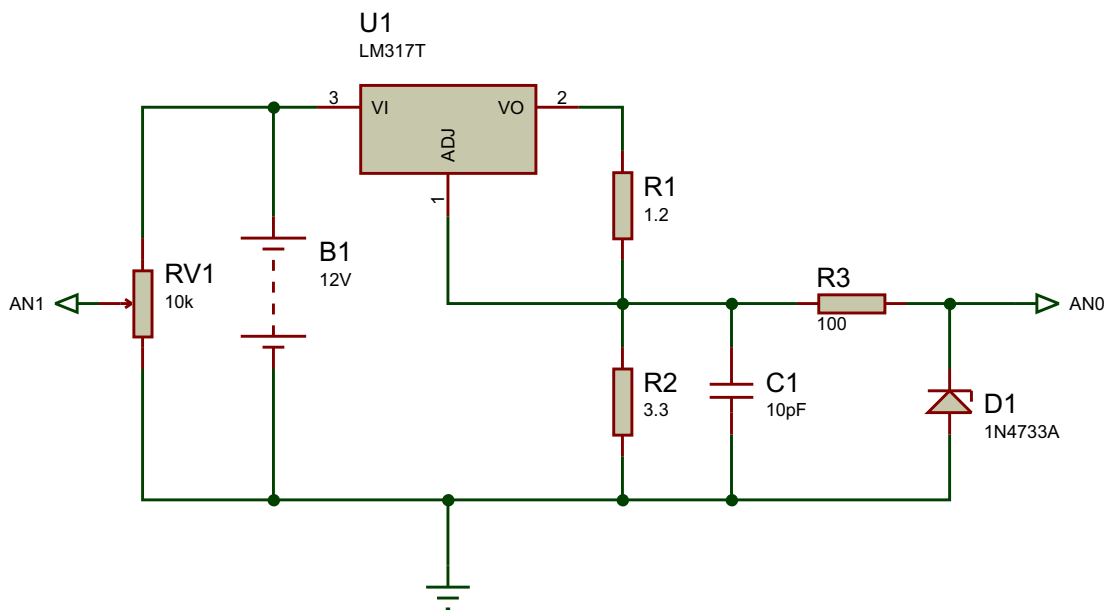 U1
LM317T
3
VI
VO
2
ADJ
1
R1
1.2
RV1
10k
AN1
B1
12V
R3
100
AN0
R2
3.3
C1
10pF
D1
1N4733A